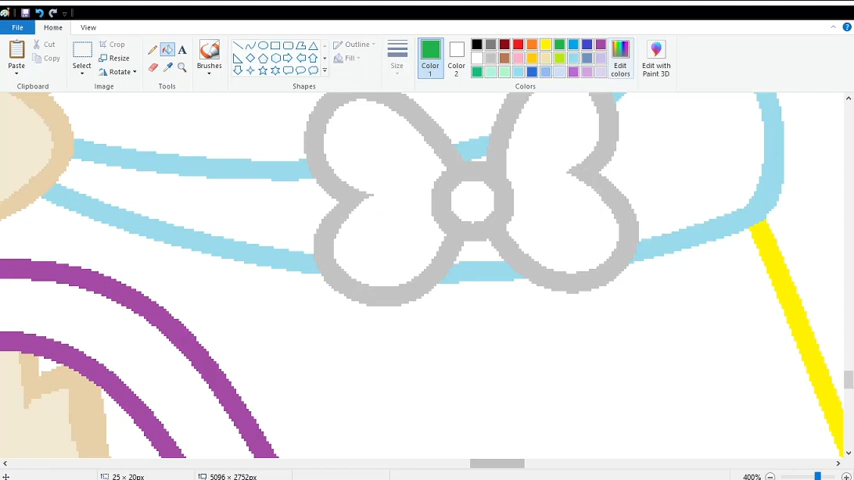 File Home View
Paste Cut Copy Select Crop Resize Rotate A Brushes Outline Fill Size Color 1 Color 2 Edit colors Edit with Paint 3D
Clipboard Image Tools Shapes Colors
25 × 20px 5096 × 2752px 400%